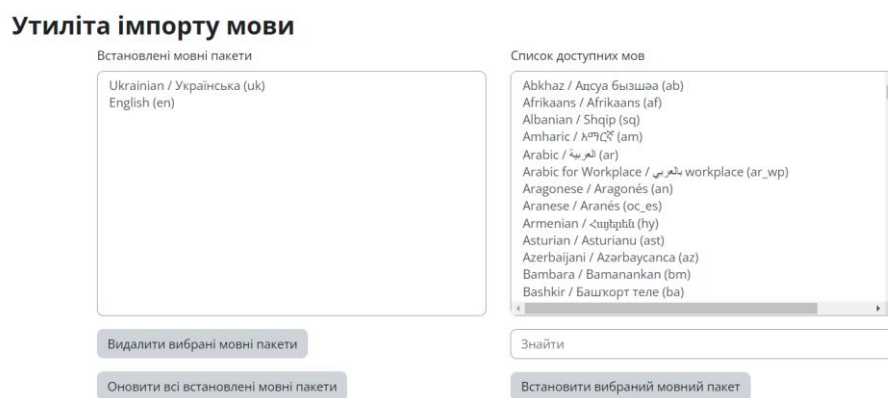 Утиліта імпорту мови
Встановлені мовні пакети
Ukrainian / Українська (uk)
English (en)
Видалити вибрані мовні пакети
Оновити всі встановлені мовні пакети
Список доступних мов
Abkhaz / Аԥсуа бызшәа (ab)
Afrikaans / Afrikaans (af)
Albanian / Shqip (sq)
Amharic / አማርኛ (am)
Arabic / العربية (ar)
Arabic for Workplace / بالعربي workplace (ar_wp)
Aragonese / Aragonés (an)
Aranese / Aranés (oc_es)
Armenian / Հայերեն (hy)
Asturian / Asturianu (ast)
Azerbaijani / Azərbaycanca (az)
Bambara / Bamanankan (bm)
Bashkir / Башҡорт теле (ba)
Знайти
Встановити вибраний мовний пакет